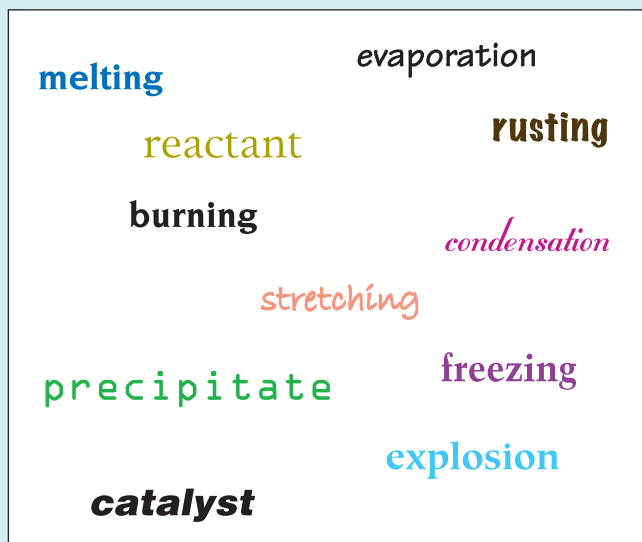 evaporation
melting
rusting
reactant
burning
condensation
stretching
freezing
precipitate
explosion
catalyst